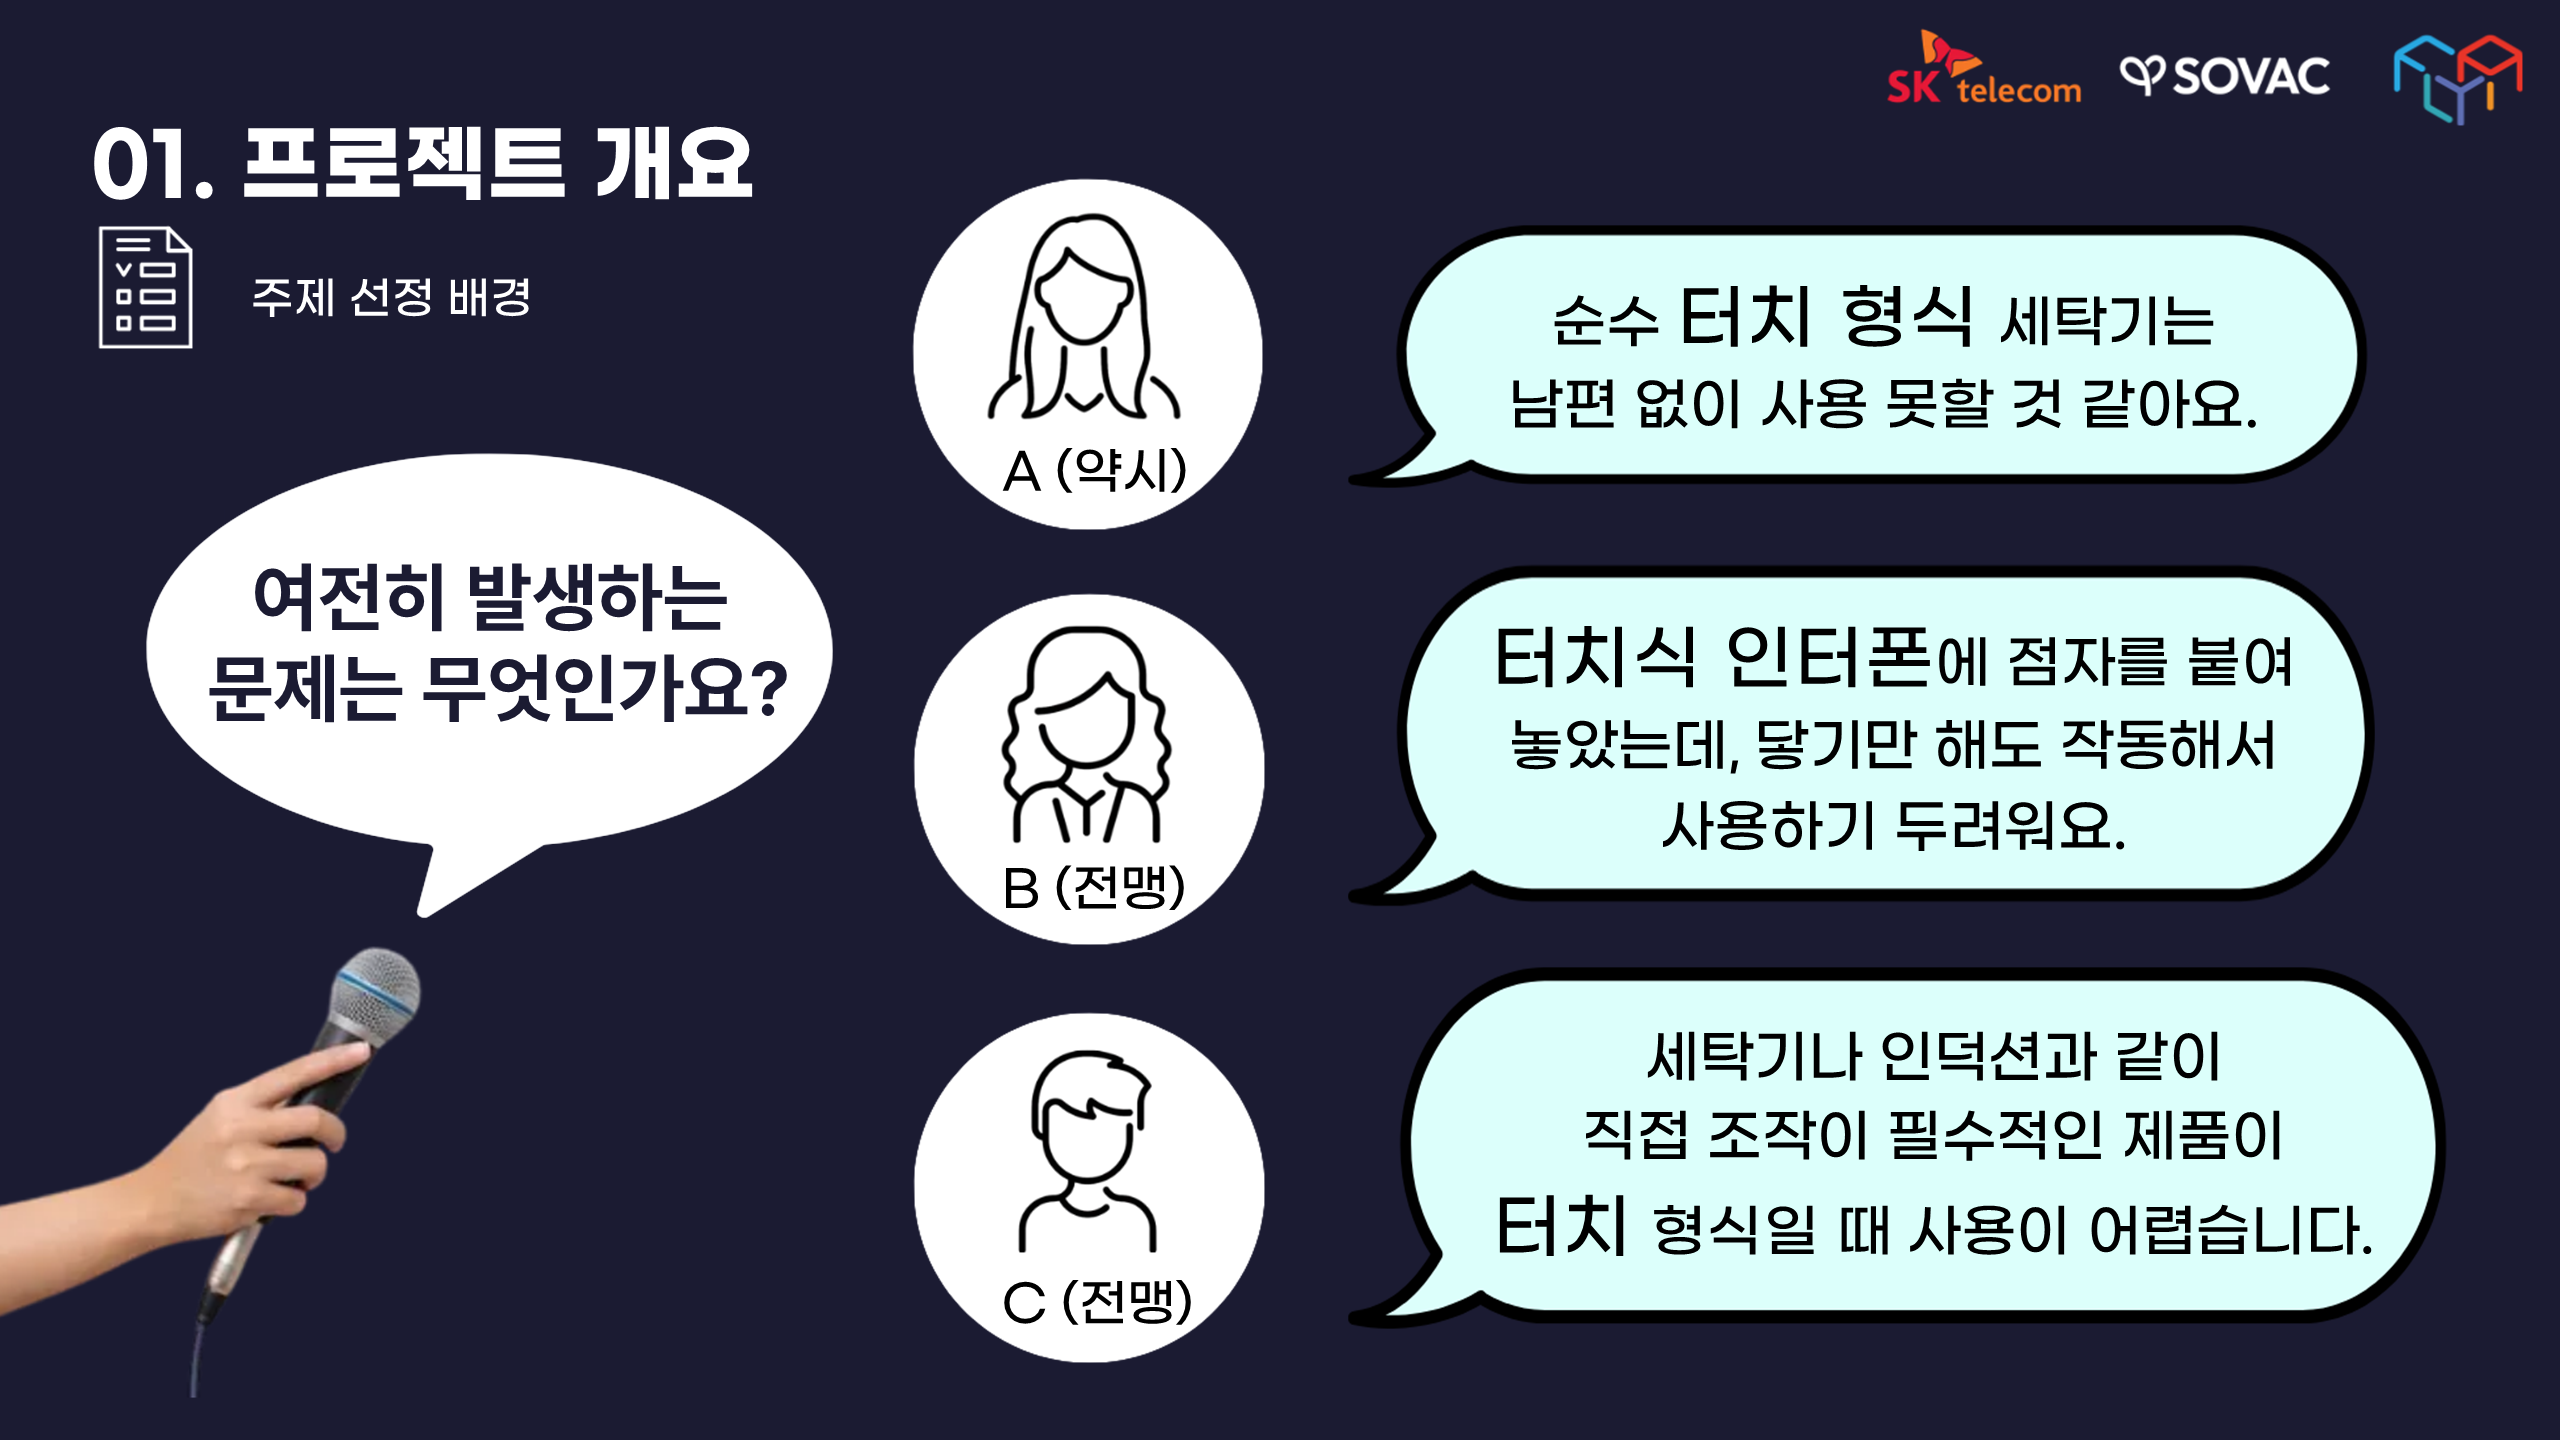 SK telecom
SOVAC
01. 프로젝트 개요
주제 선정 배경
여전히 발생하는
문제는 무엇인가요?
A (약시)
순수 터치 형식 세탁기는
남편 없이 사용 못할 것 같아요.
B (전맹)
터치식 인터폰에 점자를 붙여
놓았는데, 닿기만 해도 작동해서
사용하기 두려워요.
C (전맹)
세탁기나 인덕션과 같이
직접 조작이 필수적인 제품이
터치 형식일 때 사용이 어렵습니다.